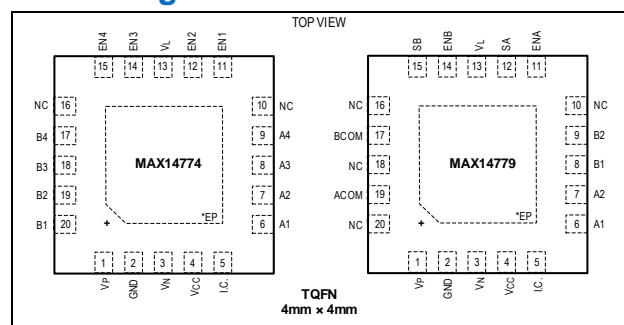 TOP VIEW
EN4 EN3 VL EN2 EN1
15 14 13 12 11
NC 16 10 NC
B4 17 9 A4
B3 18 MAX14774 8 A3
B2 19 7 A2
*EP
B1 20 + 6 A1
1 2 3 4 5
VP GND VN VCC I.C.
SB ENB VL SA ENA
15 14 13 12 11
NC 16 10 NC
BCOM 17 9 B2
NC 18 MAX14779 8 B1
ACOM 19 7 A2
*EP
NC 20 + 6 A1
1 2 3 4 5
VP GND VN VCC I.C.
TQFN
4mm × 4mm